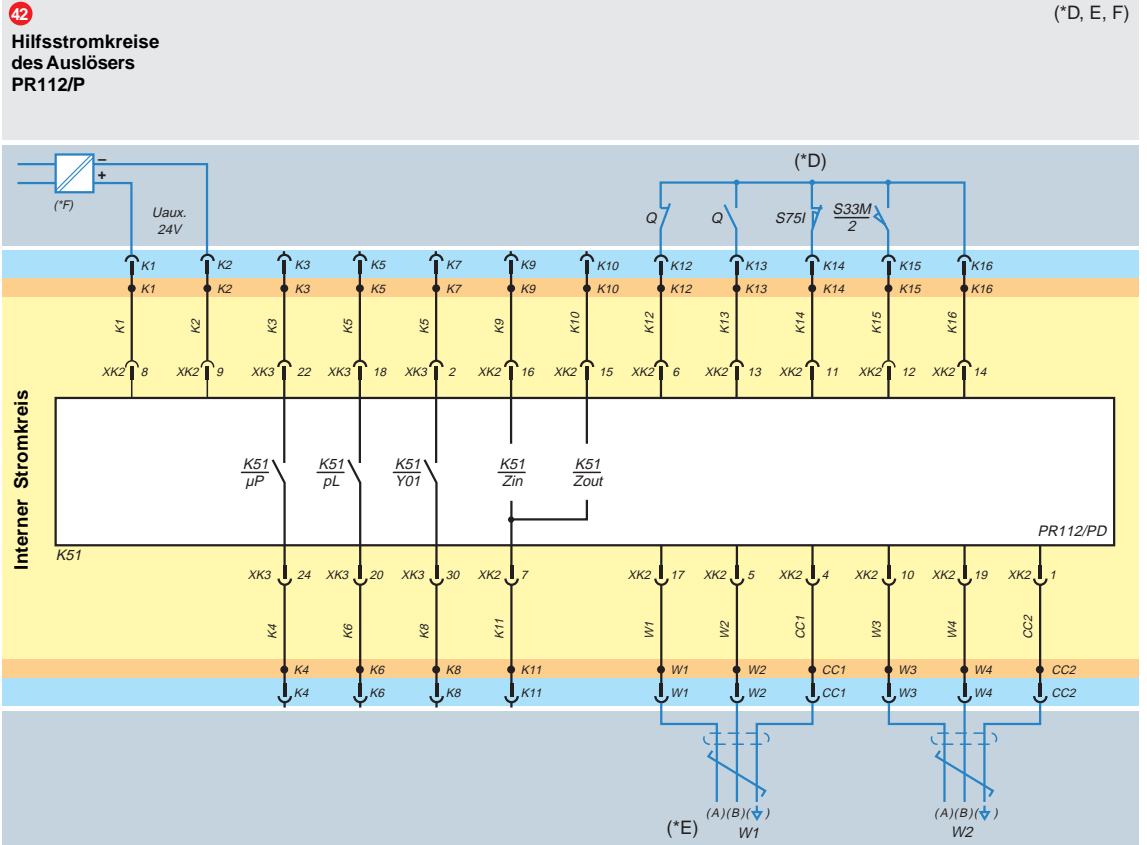 42
(*D, E, F)
Hilfsstromkreise
des Auslösers
PR112/P
– 
+
(*F)
Uaux.
24V
(*D)
Q
Q
S75I
S33M
2
K1 K2 K3 K5 K7 K9 K10 K12 K13 K14 K15 K16
K1 K2 K3 K5 K7 K9 K10 K12 K13 K14 K15 K16
K1 K2 K3 K5 K5 K9 K10 K12 K13 K14 K15 K16
XK2 8 XK2 9 XK3 22 XK3 18 XK3 2 XK2 16 XK2 15 XK2 6 XK2 13 XK2 11 XK2 12 XK2 14
Interner Stromkreis
K51 K51 K51 K51 K51
µP pL Y01 Zin Zout
PR112/PD
K51
XK3 24 XK3 20 XK3 30 XK2 7 XK2 17 XK2 5 XK2 4 XK2 10 XK2 19 XK2 1
K4 K6 K8 K11 W1 W2 CC1 W3 W4 CC2
K4 K6 K8 K11 W1 W2 CC1 W3 W4 CC2
K4 K6 K8 K11 W1 W2 CC1 W3 W4 CC2
(A) (B) ( ) (A) (B) ( )
(*E) W1 W2